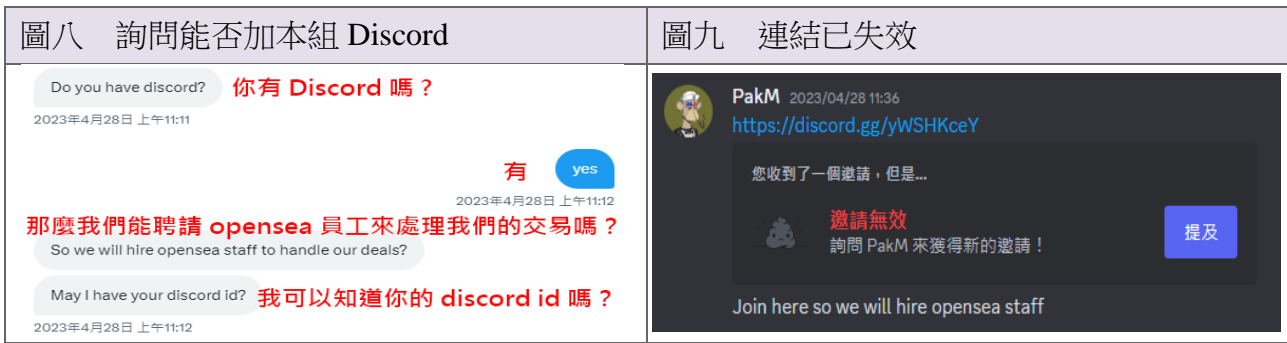 圖八 詢問能否加本組 Discord
Do you have discord? 你有 Discord 嗎？
2023年4月28日 上午11:11
有 yes
2023年4月28日 上午11:12
那麼我們能聘請 opensea 員工來處理我們的交易嗎？
So we will hire opensea staff to handle our deals?
May I have your discord id? 我可以知道你的 discord id 嗎？
2023年4月28日 上午11:12
圖九 連結已失效
PakM 2023/04/28 11:36
https://discord.gg/yWSHKceY
您收到了一個邀請，但是...
邀請無效
詢問 PakM 來獲得新的邀請！
提及
Join here so we will hire opensea staff